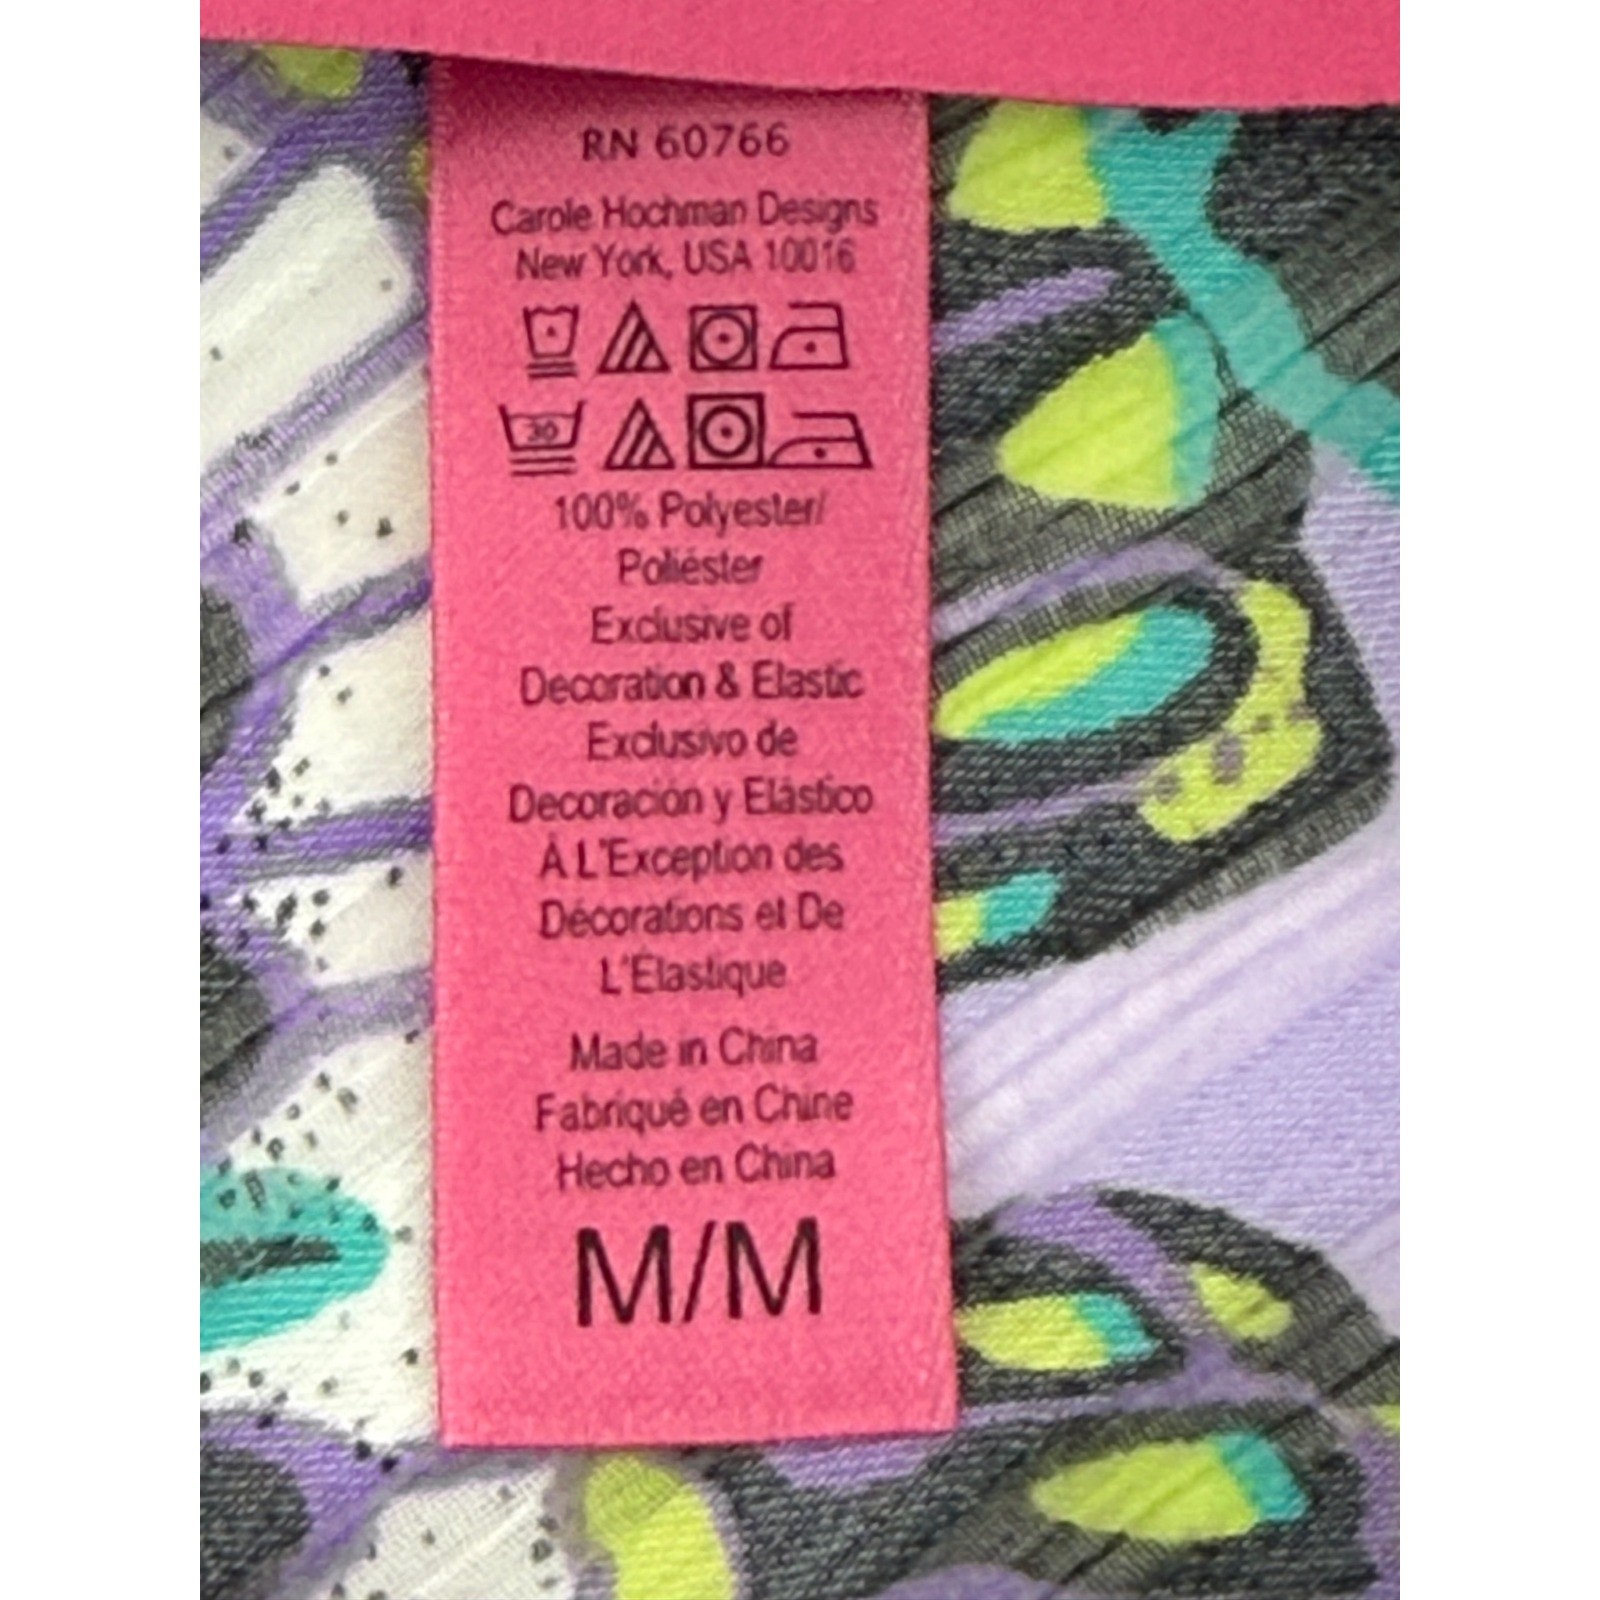 RN 60766
Carole Hochman Designs
New York, USA 10016
30
100% Polyester/
Poliéster
Exclusive of
Decoration & Elastic
Exclusivo de
Decoración y Elástico
À L'Exception des
Décorations et De
L'Élastique
Made in China
Fabriqué en Chine
Hecho en China
M/M